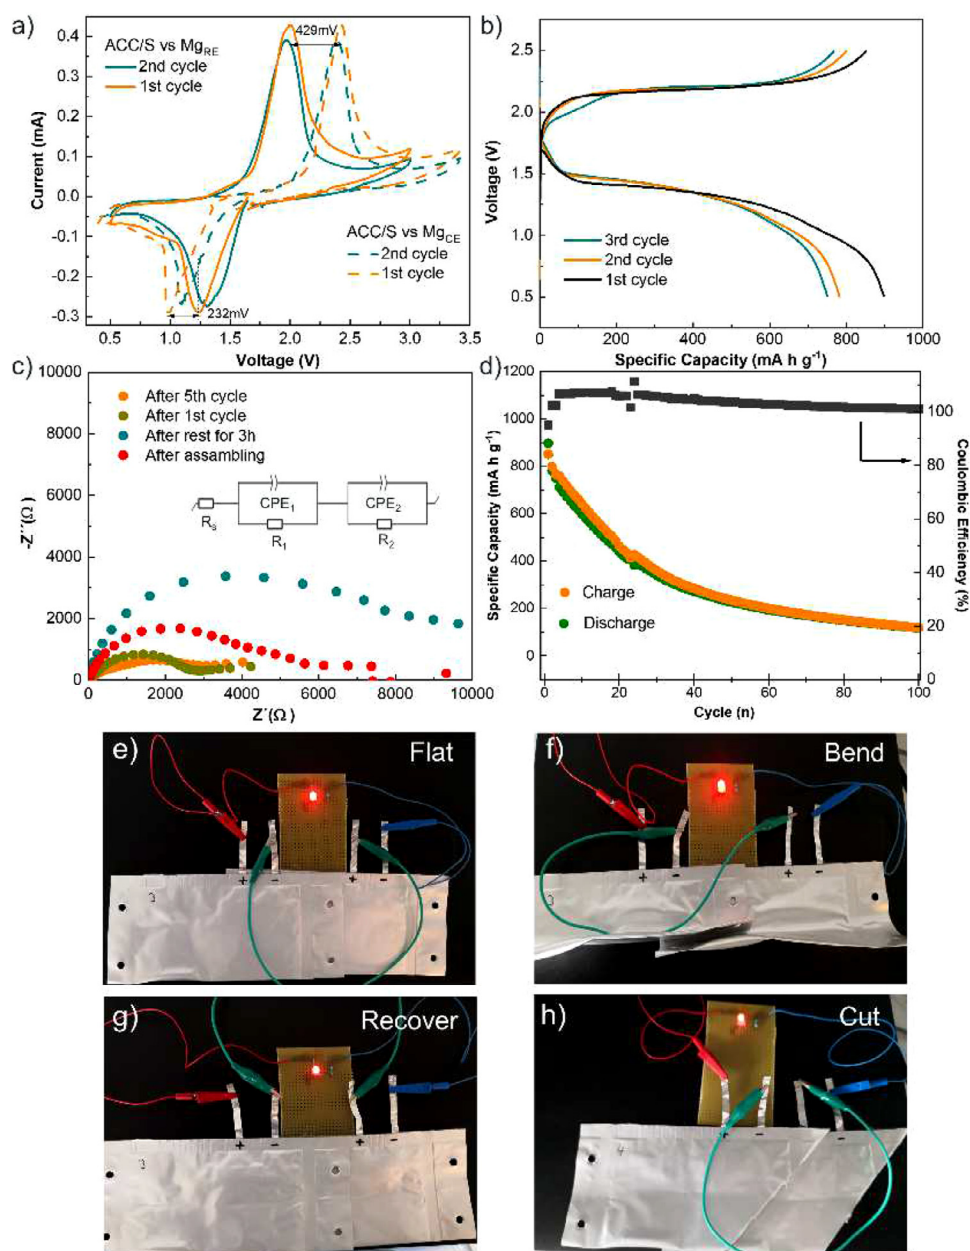 a)
ACC/S vs Mg_RE
2nd cycle
1st cycle
429mV
ACC/S vs Mg_CE
2nd cycle
1st cycle
232mV
Current (mA)
0.4
0.3
0.2
0.1
0.0
-0.1
-0.2
-0.3
0.5 1.0 1.5 2.0 2.5 3.0 3.5
Voltage (V)
b)
Voltage (V)
2.5
2.0
1.5
1.0
0.5
3rd cycle
2nd cycle
1st cycle
0 200 400 600 800 1000
Specific Capacity (mA h g⁻¹)
c)
-Z´´(Ω)
10000
8000
6000
4000
2000
0
After 5th cycle
After 1st cycle
After rest for 3h
After assembling
CPE₁
CPE₂
Rₛ
R₁
R₂
0 2000 4000 6000 8000 10000
Z´(Ω)
d)
Specific Capacity (mA h g⁻¹)
1200
1000
800
600
400
200
0
Charge
Discharge
100
80
60
40
20
0
Coulombic Efficiency (%)
0 20 40 60 80 100
Cycle (n)
e)
Flat
+ - + -
3
f)
Bend
+ - + -
3
g)
Recover
+ - + -
3
h)
Cut
+ - -